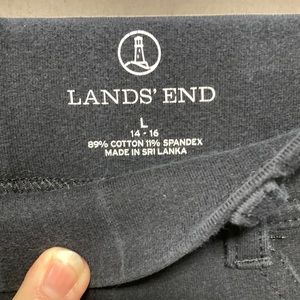 LANDS' END
L
14 - 16
89% COTTON 11% SPANDEX
MADE IN SRI LANKA